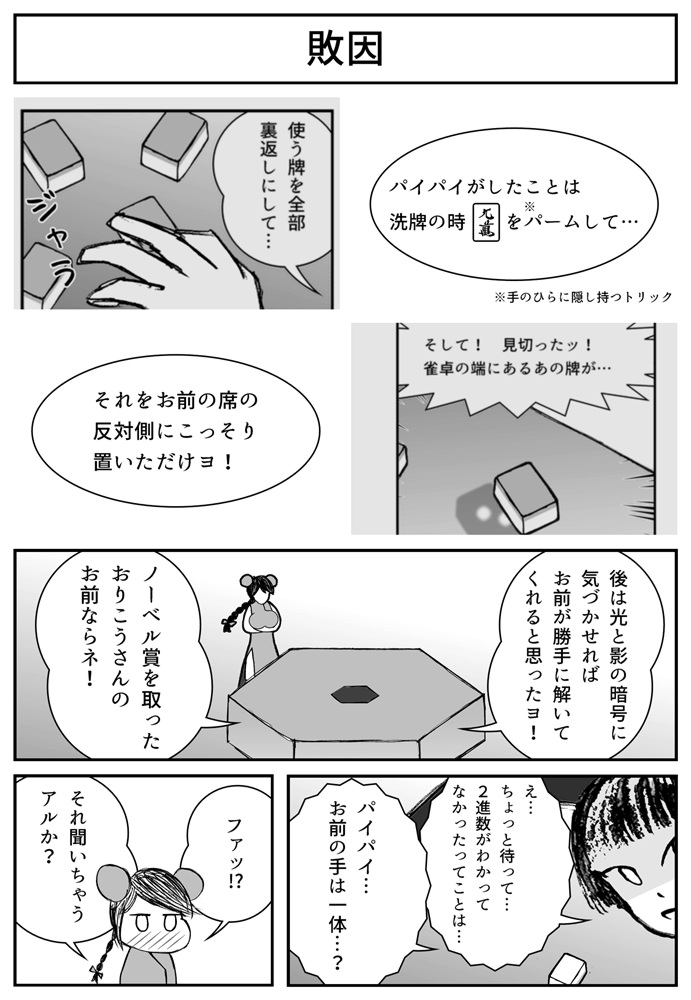 敗因
パイパイがしたことは
洗牌の時
九萬
を※パームして…
※手のひらに隠し持つトリック
使う牌を全部
裏返しにして…
ジャラ
そして！　見切ったッ！
雀卓の端にあるあの牌が…
それをお前の席の
反対側にこっそり
置いただけヨ！
後は光と影の暗号に
気づかせれば
お前が勝手に解いて
くれると思ったヨ！
ノーベル賞を取った
おりこうさんの
お前ならネ！
え…
ちょっと待って…
２進数がわかって
なかったってことは…
パイパイ…
お前の手は一体…？
ファッ!?
それ聞いちゃう
アルか？